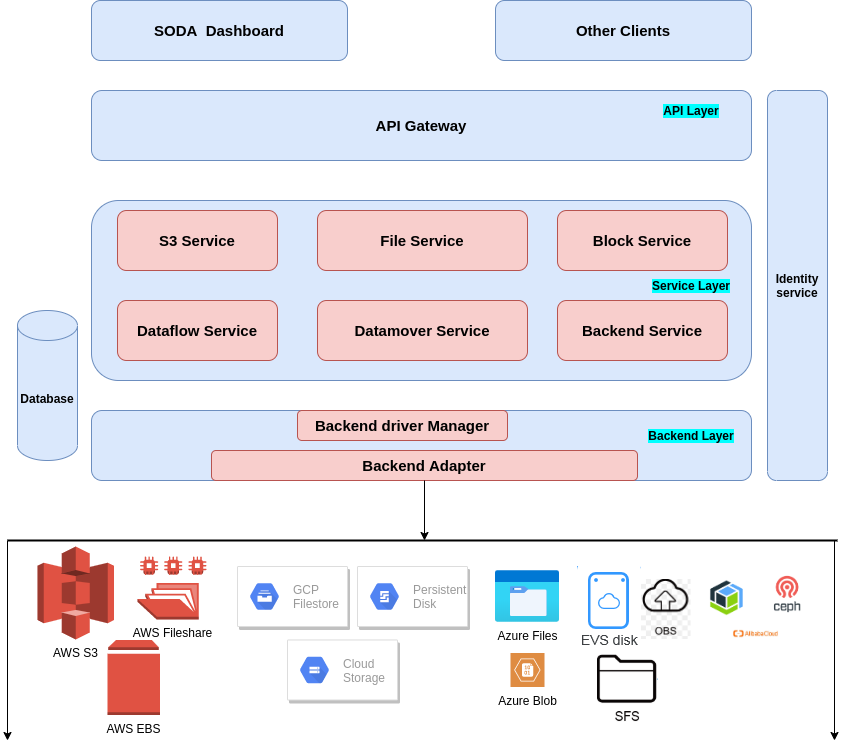 SODA  Dashboard
Other Clients
API Layer
API Gateway
S3 Service
File Service
Block Service
Identity
service
Service Layer
Dataflow Service
Datamover Service
Backend Service
Database
Backend driver Manager
Backend Layer
Backend Adapter
GCP
Filestore
Persistent
Disk
ceph
AWS Fileshare
Azure Files
EVS disk
OBS
AlibabaCloud
AWS S3
Cloud
Storage
01
Azure Blob
SFS
AWS EBS